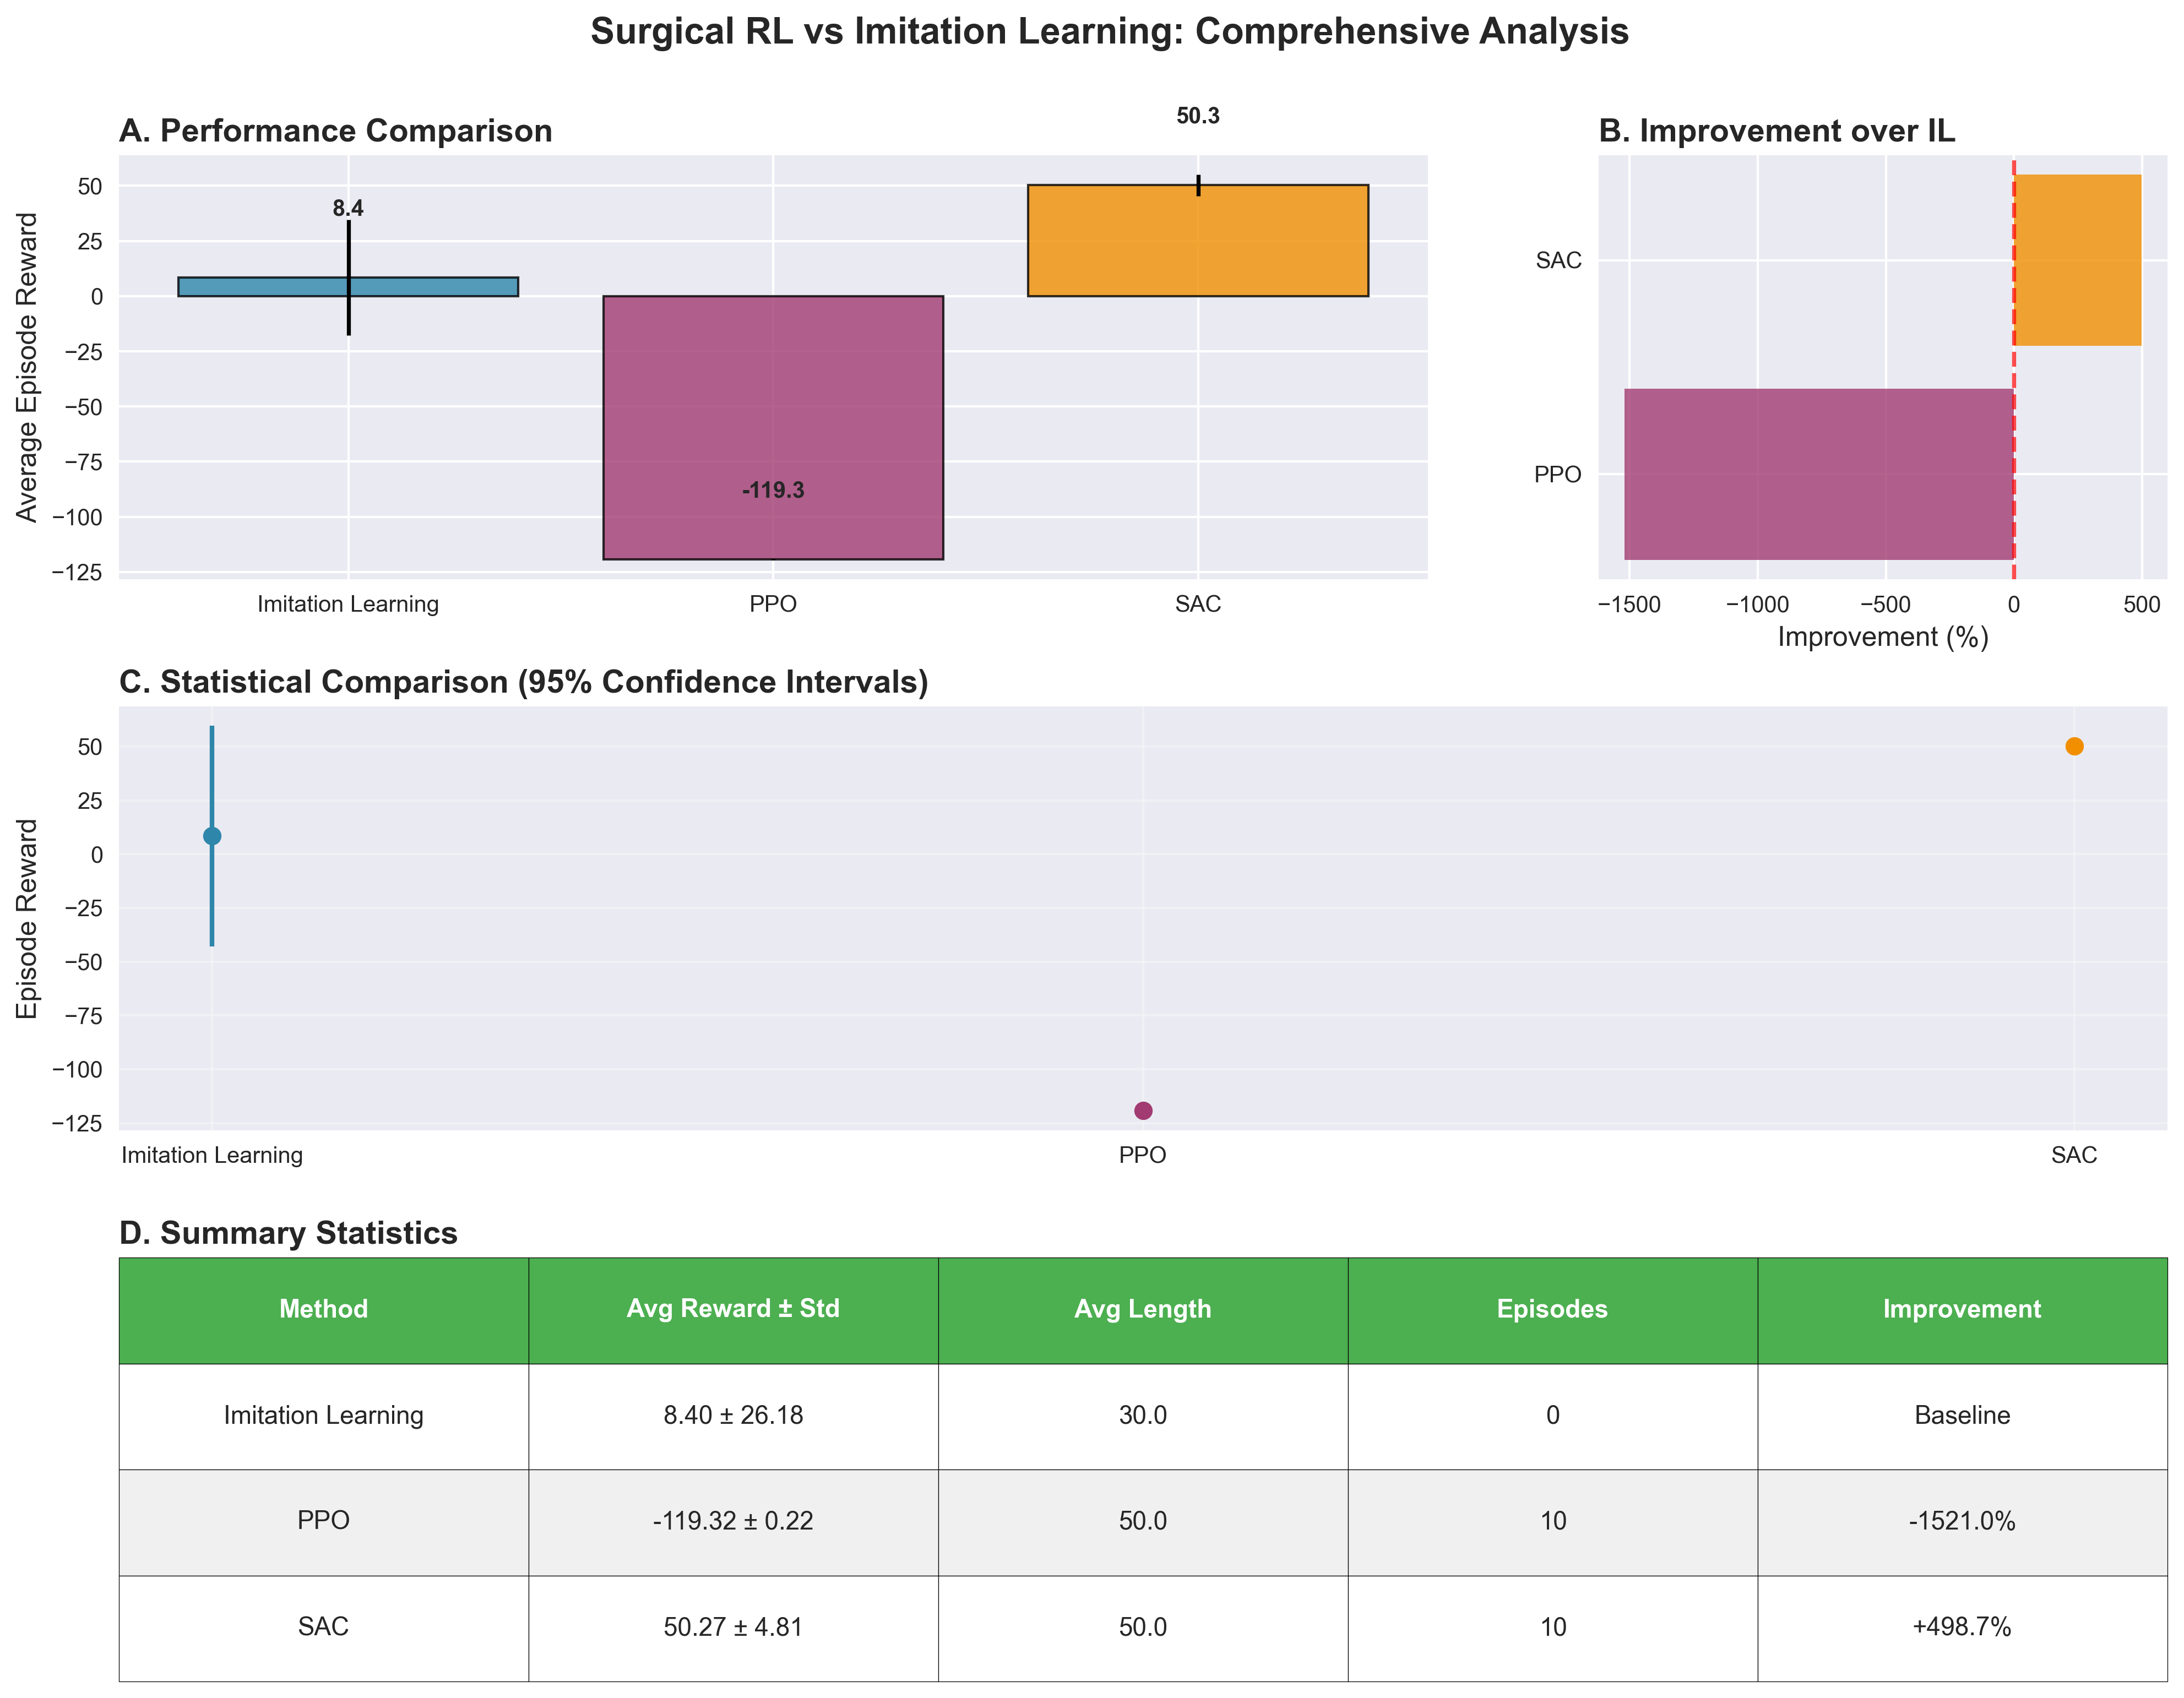 Surgical RL vs Imitation Learning: Comprehensive Analysis
A. Performance Comparison
50.3
8.4
-119.3
50
25
0
−25
−50
−75
−100
−125
Average Episode Reward
Imitation Learning PPO SAC
B. Improvement over IL
SAC
PPO
−1500 −1000 −500 0 500
Improvement (%)
C. Statistical Comparison (95% Confidence Intervals)
50
25
0
−25
−50
−75
−100
−125
Episode Reward
Imitation Learning PPO SAC
D. Summary Statistics
Method Avg Reward ± Std Avg Length Episodes Improvement
Imitation Learning 8.40 ± 26.18 30.0 0 Baseline
PPO -119.32 ± 0.22 50.0 10 -1521.0%
SAC 50.27 ± 4.81 50.0 10 +498.7%